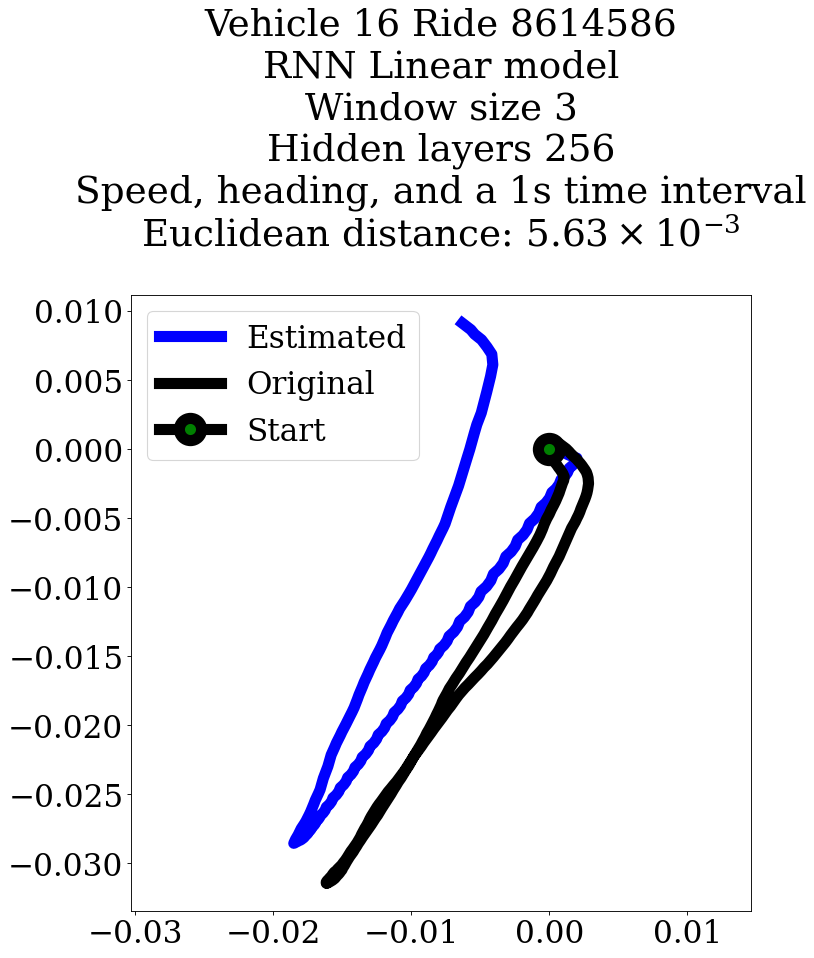 Vehicle 16 Ride 8614586
RNN Linear model
Window size 3
Hidden layers 256
Speed, heading, and a 1s time interval
Euclidean distance: 5.63 × 10⁻³
Estimated
Original
Start
0.010
0.005
0.000
−0.005
−0.010
−0.015
−0.020
−0.025
−0.030
−0.03 −0.02 −0.01 0.00 0.01